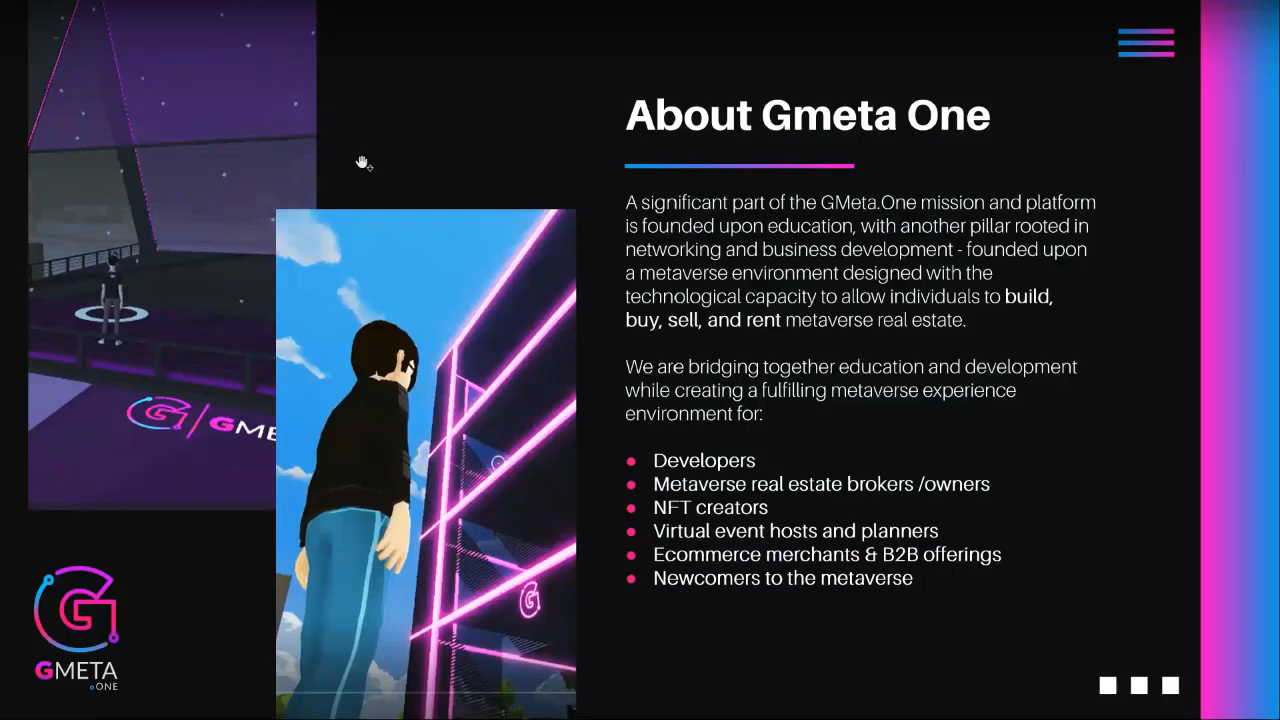 About Gmeta One
A significant part of the GMeta.One mission and platform
is founded upon education, with another pillar rooted in
networking and business development - founded upon
a metaverse environment designed with the
technological capacity to allow individuals to build,
buy, sell, and rent metaverse real estate.
We are bridging together education and development
while creating a fulfilling metaverse experience
environment for:
Developers
Metaverse real estate brokers /owners
NFT creators
Virtual event hosts and planners
Ecommerce merchants & B2B offerings
Newcomers to the metaverse
G | GME
G
G
GMETA
.ONE